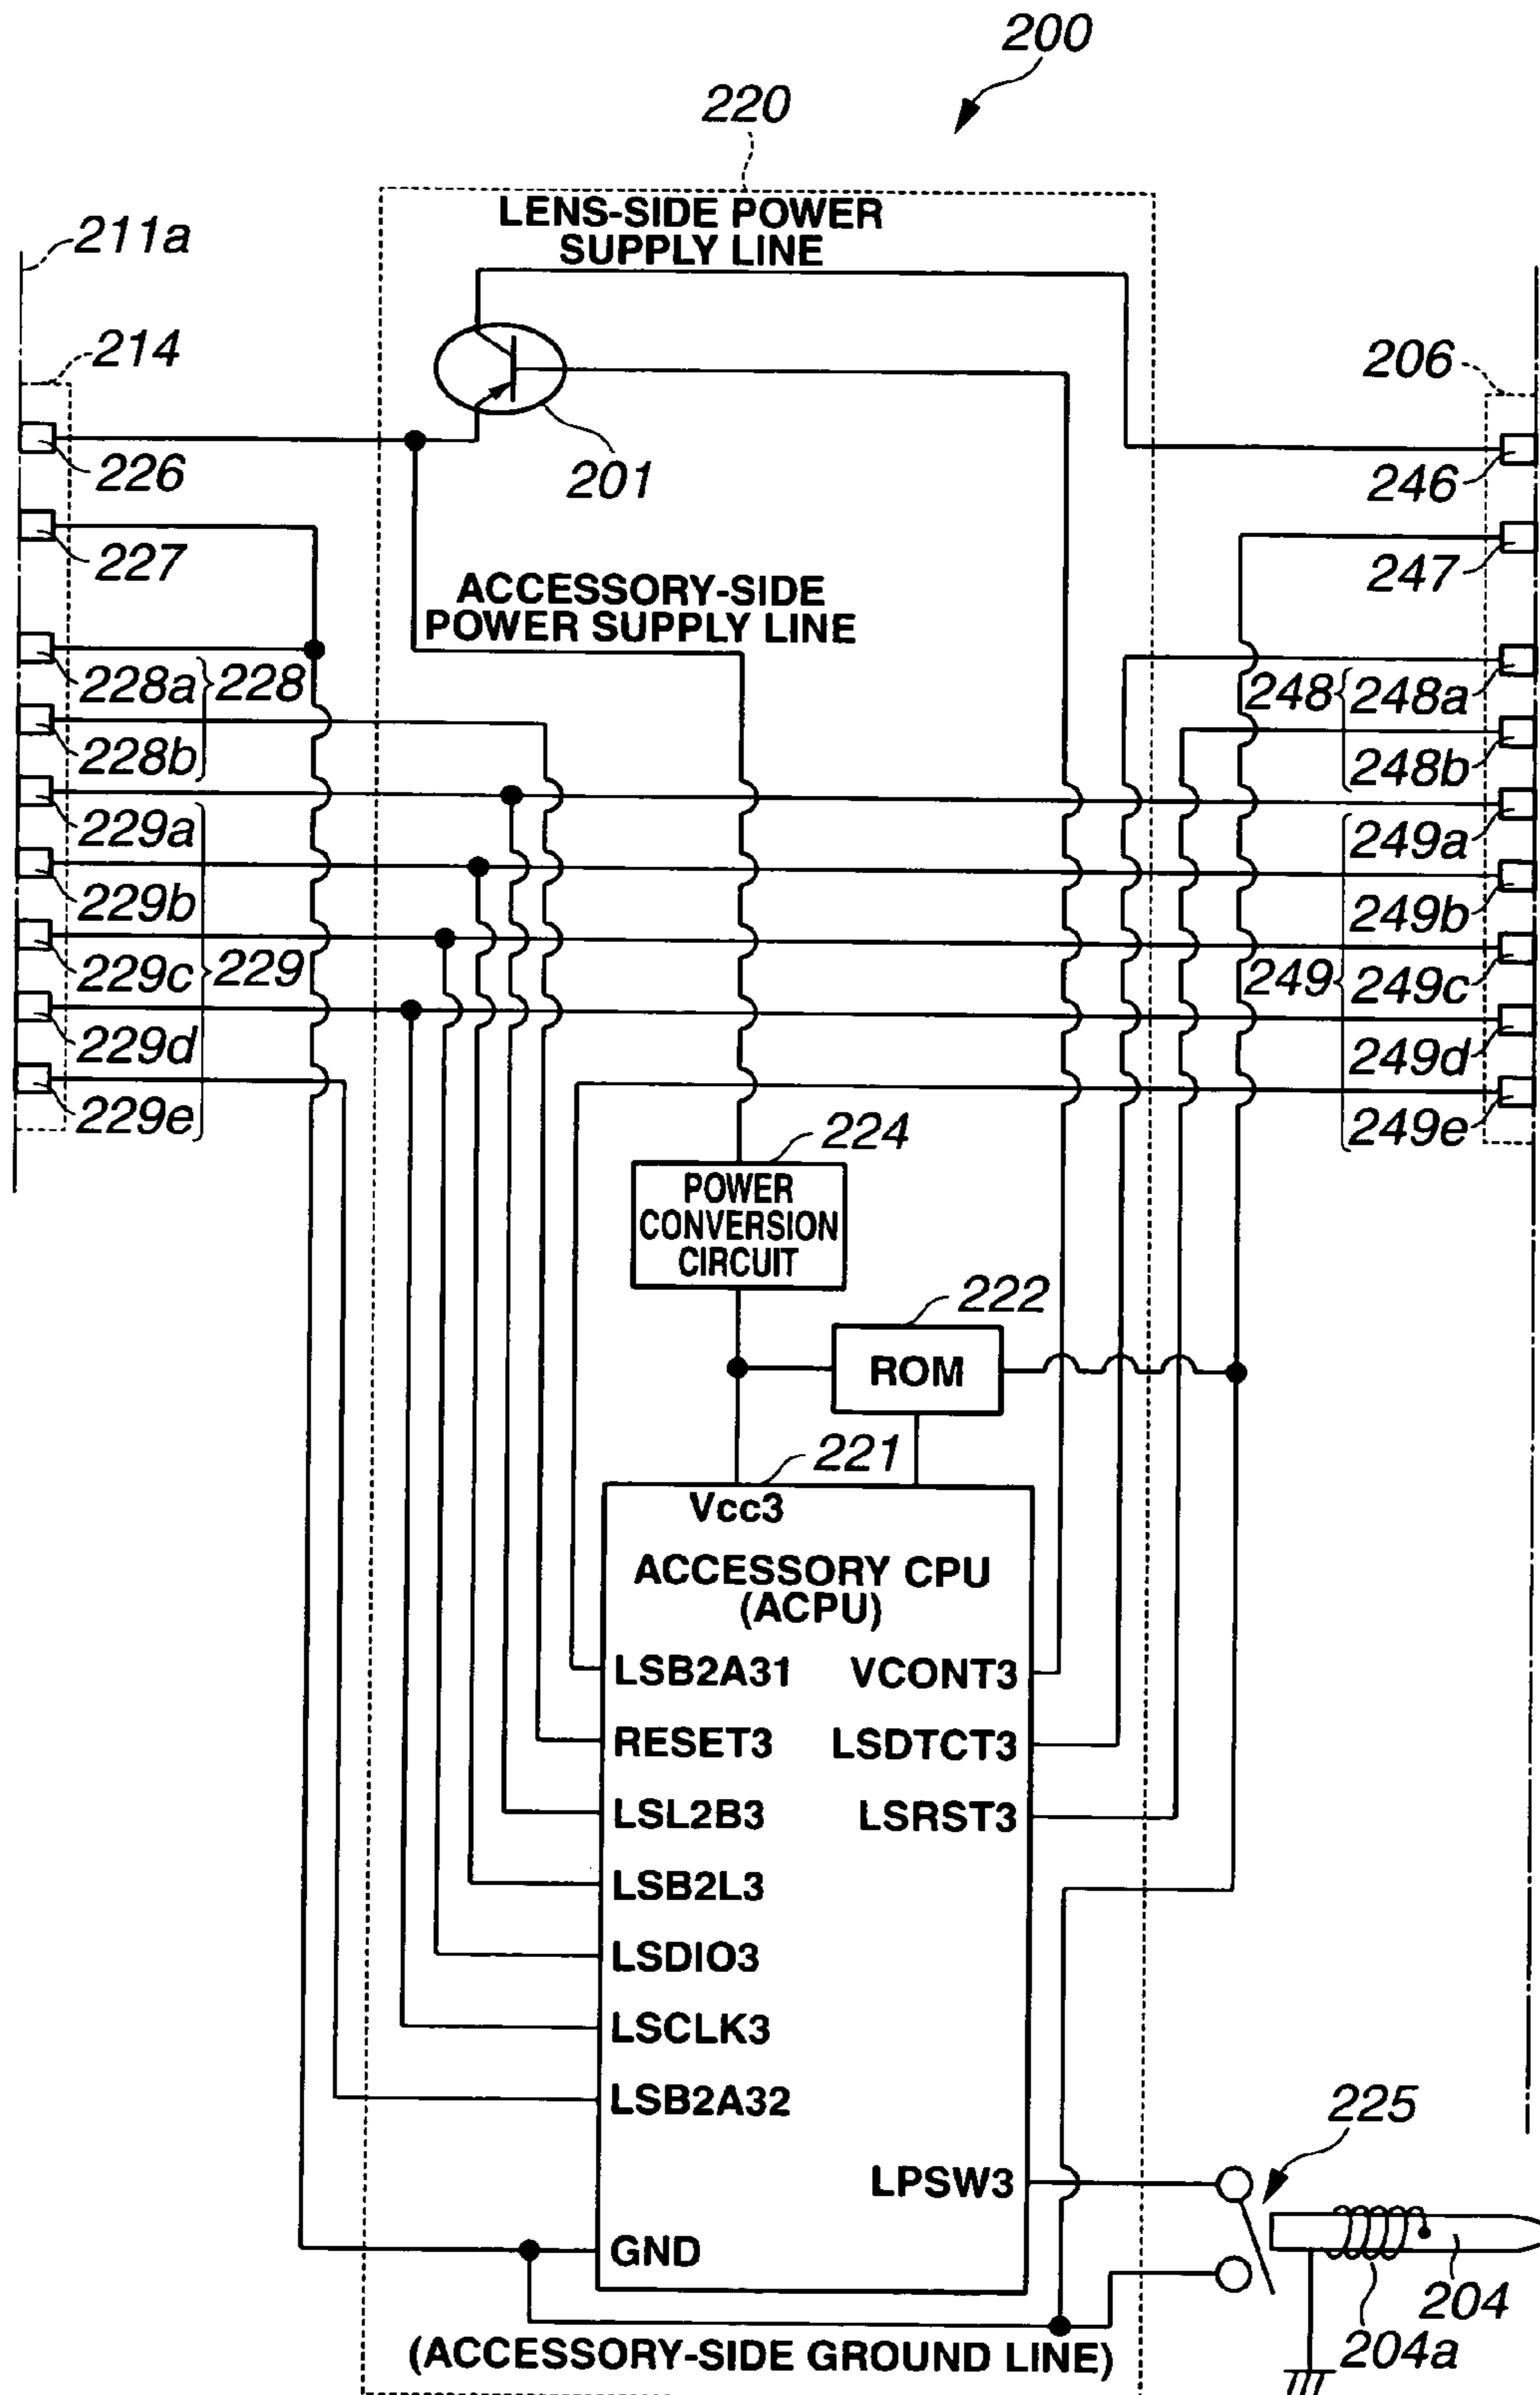 200
220
LENS-SIDE POWER
SUPPLY LINE
211a
214
206
226
201
246
227
247
ACCESSORY-SIDE
POWER SUPPLY LINE
228a
228
248
248a
228b
248b
229a
249a
229b
249b
229c
229
249
249c
229d
249d
229e
249e
224
POWER
CONVERSION
CIRCUIT
222
ROM
221
Vcc3
ACCESSORY CPU
(ACPU)
LSB2A31
VCONT3
RESET3
LSDTCT3
LSL2B3
LSRST3
LSB2L3
LSDIO3
LSCLK3
LSB2A32
225
LPSW3
GND
204
204a
(ACCESSORY-SIDE GROUND LINE)